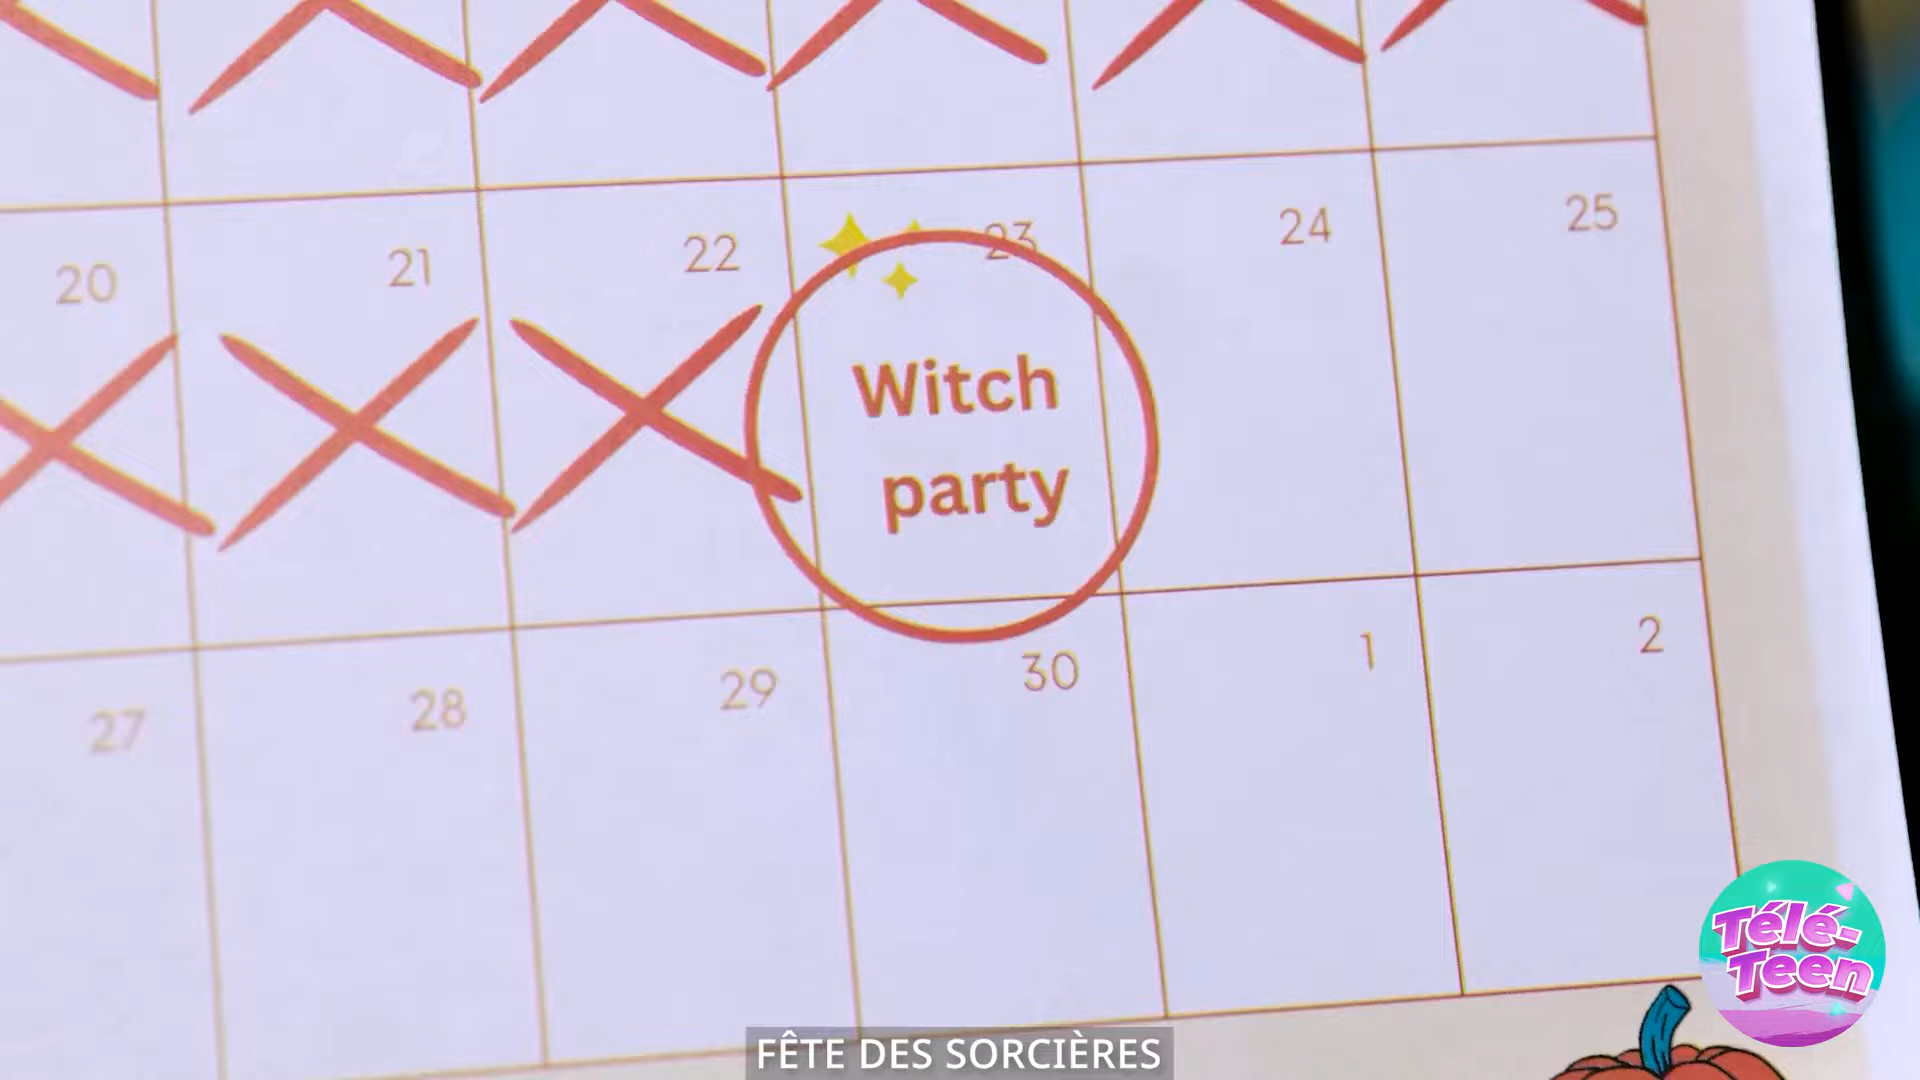 20 21 22 23 24 25
Witch
party
27 28 29 30 1 2
Télé-
Teen
FÊTE DES SORCIÈRES